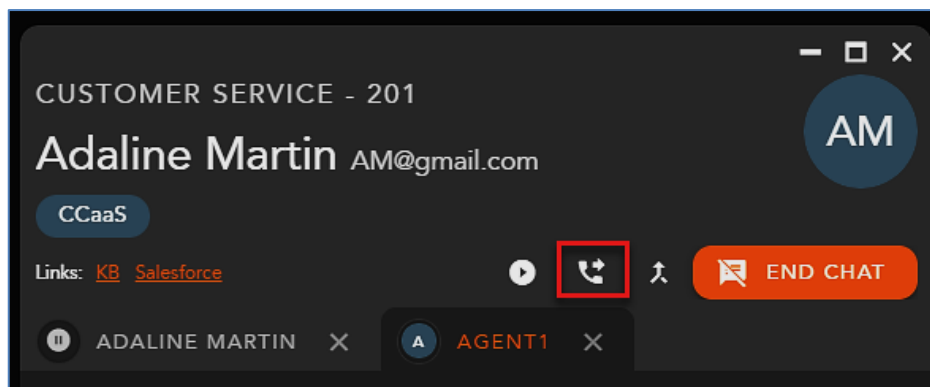 CUSTOMER SERVICE - 201
AM
Adaline Martin AM@gmail.com
CCaaS
Links: KB Salesforce
END CHAT
ADALINE MARTIN
A AGENT1